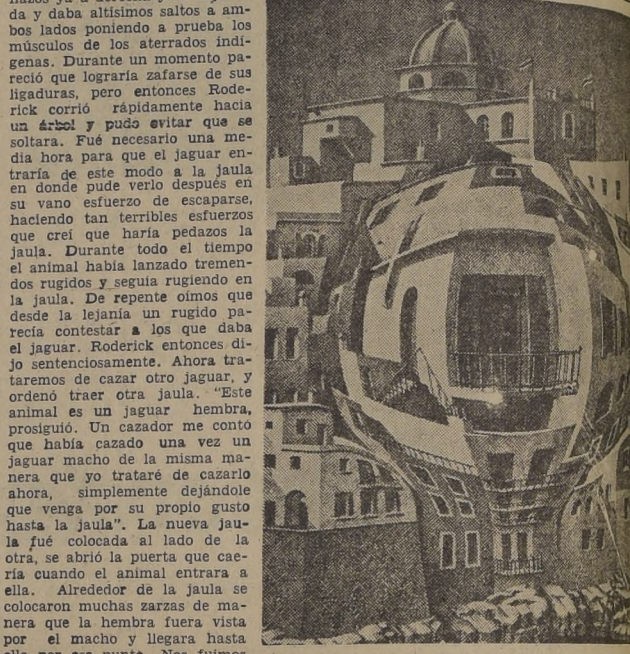 da y daba altísimos saltos a am-
bos lados poniendo a prueba los
músculos de los aterrados indí-
genas. Durante un momento pa-
reció que lograría zafarse de sus
ligaduras, pero entonces Rode-
rick corrió rápidamente hacia
un árbol y pudo evitar que se
soltara. Fué necesario una me-
dia hora para que el jaguar en-
traría de este modo a la jaula
en donde pude verlo después en
su vano esfuerzo de escaparse,
haciendo tan terribles esfuerzos
que creí que haría pedazos la
jaula. Durante todo el tiempo
el animal había lanzado tremen-
dos rugidos y seguía rugiendo en
la jaula. De repente oímos que
desde la lejanía un rugido pa-
recía contestar a los que daba
el jaguar. Roderick entonces di-
jo sentenciosamente. Ahora tra-
taremos de cazar otro jaguar, y
ordenó traer otra jaula. "Este
animal es un jaguar hembra,
prosiguió. Un cazador me contó
que había cazado una vez un
jaguar macho de la misma ma-
nera que yo trataré de cazarlo
ahora, simplemente dejándole
que venga por su propio gusto
hasta la jaula". La nueva jau-
la fué colocada al lado de la
otra, se abrió la puerta que cae-
ría cuando el animal entrara a
ella. Alrededor de la jaula se
colocaron muchas zarzas de ma-
nera que la hembra fuera vista
por el macho y llegara hasta